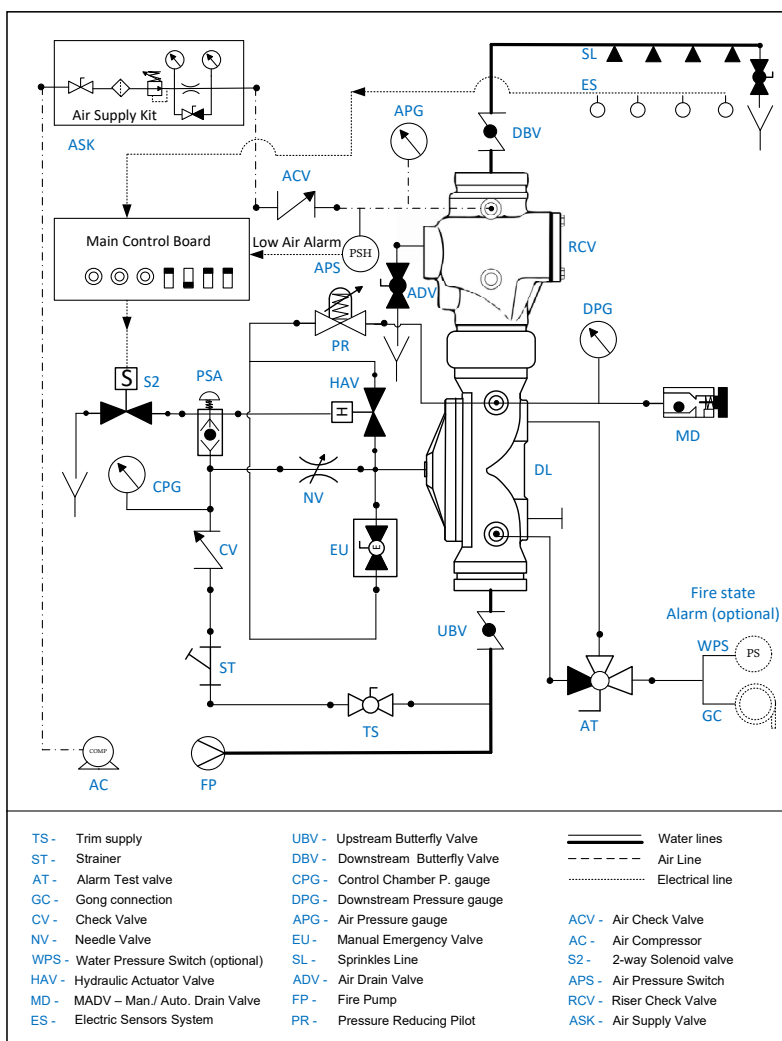 SL
ES
APG
DBV
Air Supply Kit
ASK
ACV
Main Control Board
Low Air Alarm
PSH
APS
RCV
ADV
DPG
PR
S
S2
PSA
HAV
H
MD
CPG
NV
DL
E
EU
CV
Fire state
Alarm (optional)
UBV
WPS
PS
ST
GC
TS
AT
COMP
AC
FP
TS - Trim supply
ST - Strainer
AT - Alarm Test valve
GC - Gong connection
CV - Check Valve
NV - Needle Valve
WPS - Water Pressure Switch (optional)
HAV - Hydraulic Actuator Valve
MD - MADV – Man./ Auto. Drain Valve
ES - Electric Sensors System
UBV - Upstream Butterfly Valve
DBV - Downstream Butterfly Valve
CPG - Control Chamber P. gauge
DPG - Downstream Pressure gauge
APG - Air Pressure gauge
EU - Manual Emergency Valve
SL - Sprinkles Line
ADV - Air Drain Valve
FP - Fire Pump
PR - Pressure Reducing Pilot
Water lines
Air Line
Electrical line
ACV - Air Check Valve
AC - Air Compressor
S2 - 2-way Solenoid valve
APS - Air Pressure Switch
RCV - Riser Check Valve
ASK - Air Supply Valve